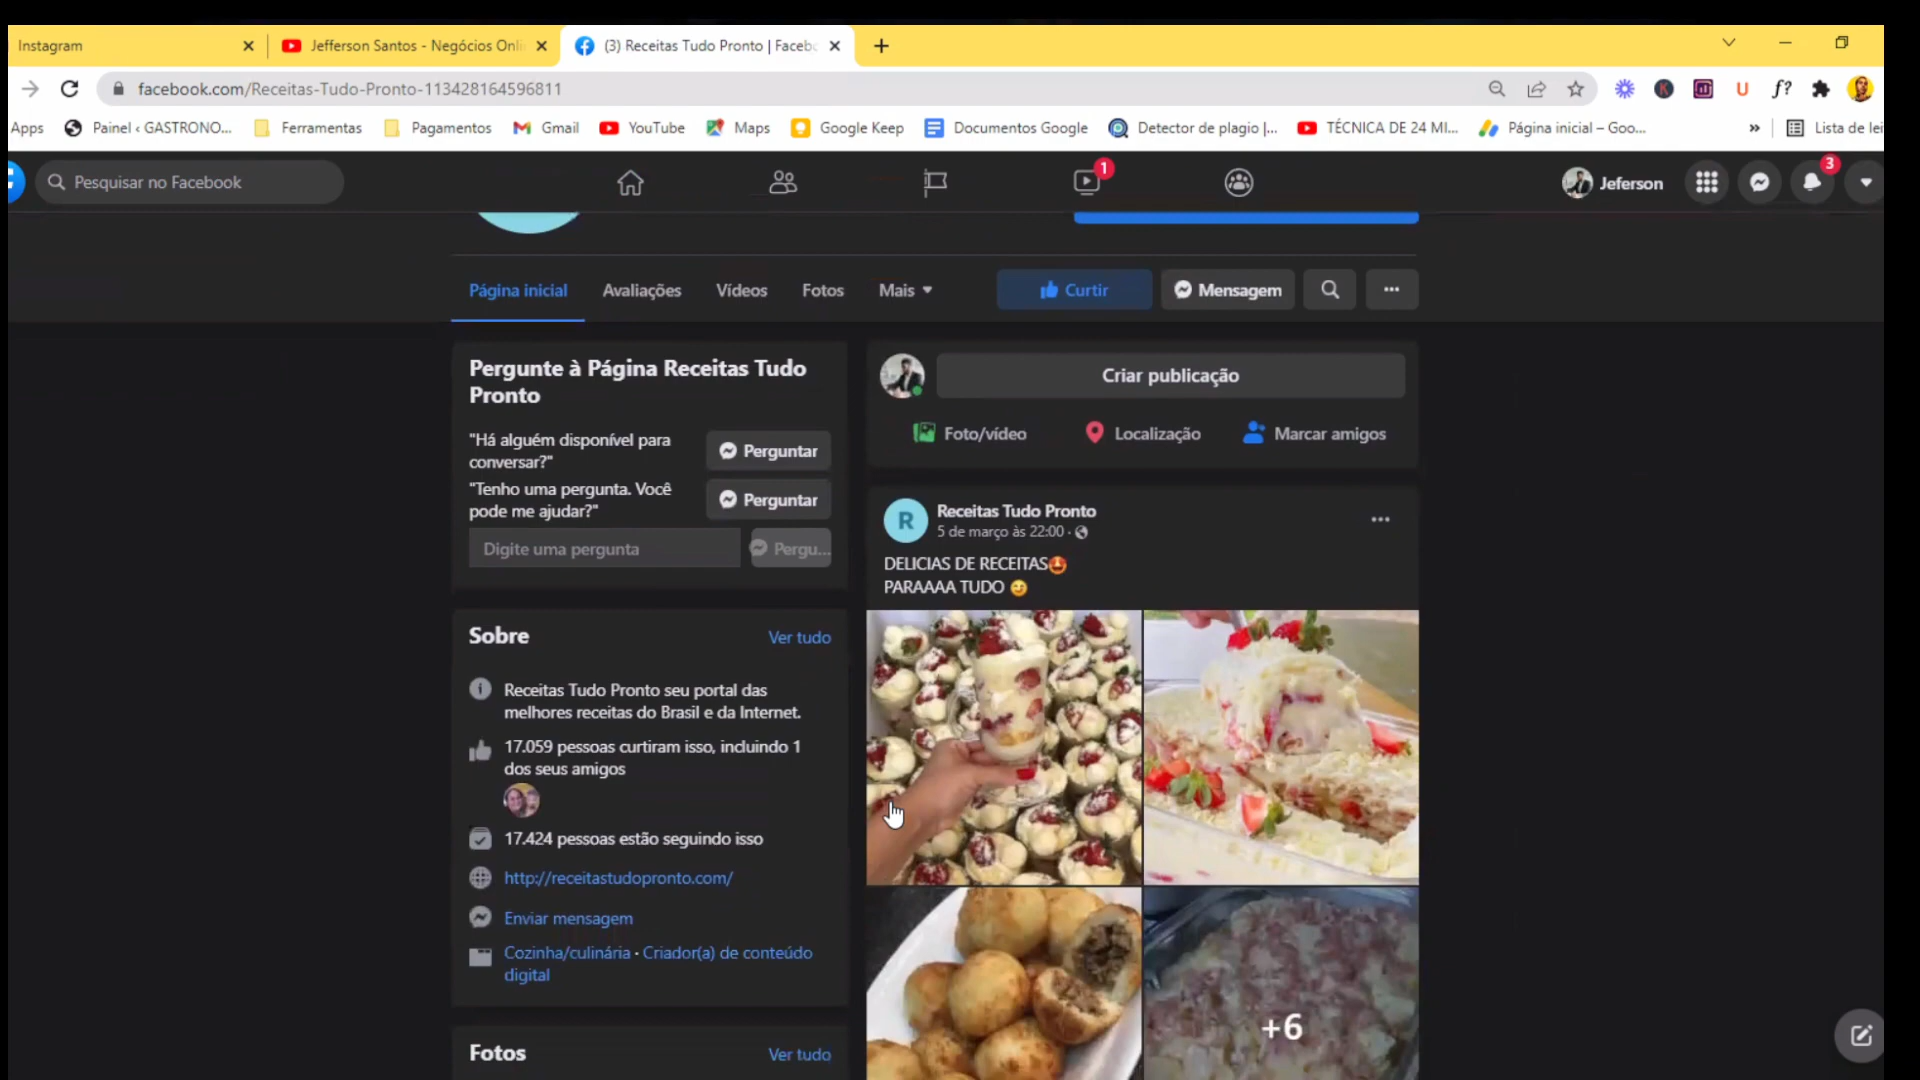 Instagram
Jefferson Santos - Negócios Onli
(3) Receitas Tudo Pronto | Facebo
facebook.com/Receitas-Tudo-Pronto-113428164596811
U
f?
Apps
Painel ‹ GASTRONO...
Ferramentas
Pagamentos
Gmail
YouTube
Maps
Google Keep
Documentos Google
Detector de plagio |...
TÉCNICA DE 24 MI...
Página inicial – Goo...
»
Lista de lei
Pesquisar no Facebook
1
Jeferson
3
Página inicial
Avaliações
Vídeos
Fotos
Mais
Curtir
Mensagem
Pergunte à Página Receitas Tudo
Pronto
"Há alguém disponível para
conversar?"
Perguntar
"Tenho uma pergunta. Você
pode me ajudar?"
Perguntar
Digite uma pergunta
Pergu...
Sobre
Ver tudo
Receitas Tudo Pronto seu portal das
melhores receitas do Brasil e da Internet.
17.059 pessoas curtiram isso, incluindo 1
dos seus amigos
17.424 pessoas estão seguindo isso
http://receitastudopronto.com/
Enviar mensagem
Cozinha/culinária · Criador(a) de conteúdo
digital
Fotos
Ver tudo
Criar publicação
Foto/vídeo
Localização
Marcar amigos
R
Receitas Tudo Pronto
5 de março às 22:00 ·
DELICIAS DE RECEITAS🤩
PARAAAA TUDO 😋
+6